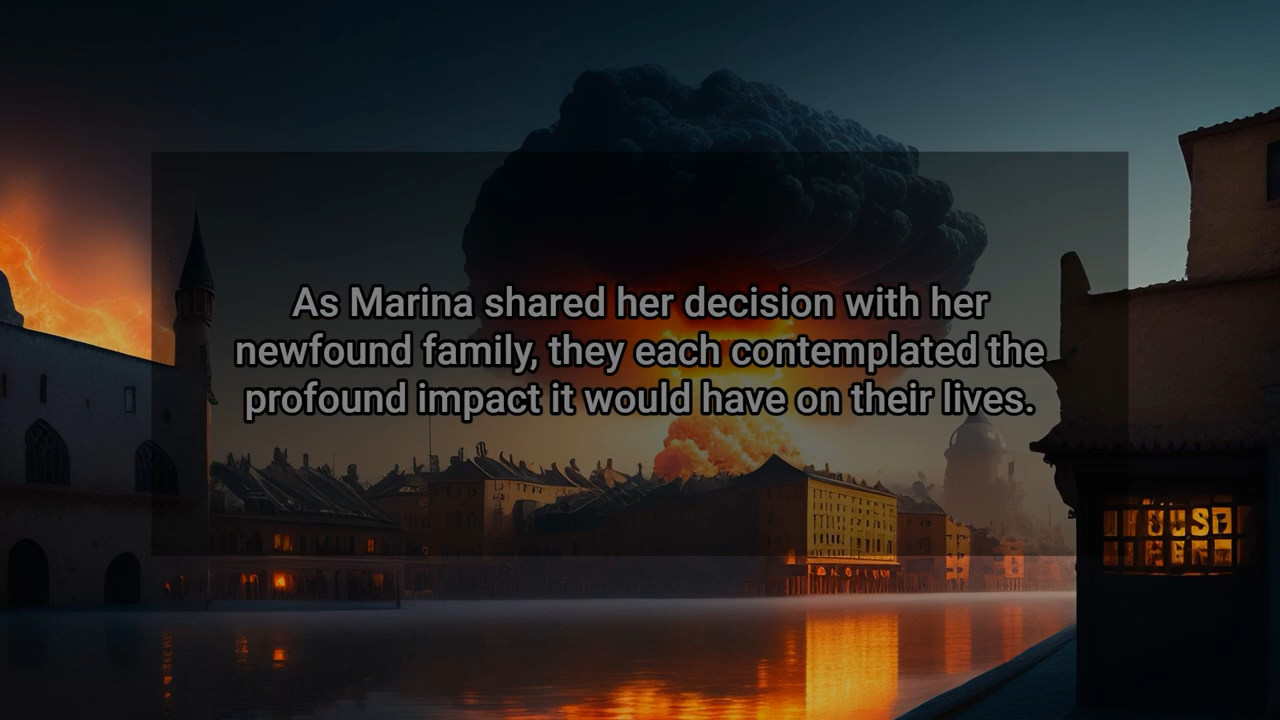 As Marina shared her decision with her
newfound family, they each contemplated the
profound impact it would have on their lives.